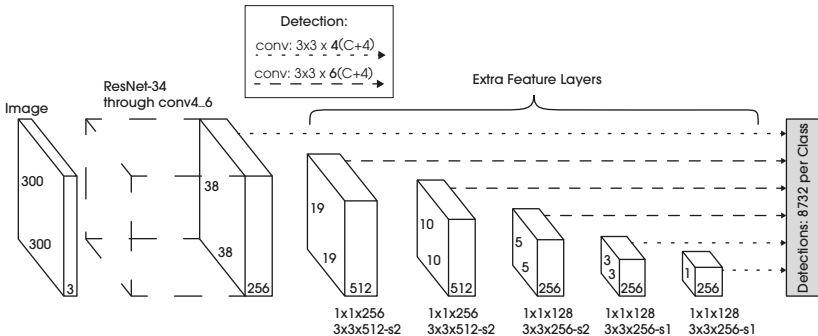 Detection:
conv: 3x3 x 4(C+4)
conv: 3x3 x 6(C+4)
ResNet-34
through conv4_6
Extra Feature Layers
Image
300
300
3
38
38
256
19
19
512
10
10
512
5
5
256
3
3
256
1
256
1x1x256
3x3x512-s2
1x1x256
3x3x512-s2
1x1x128
3x3x256-s2
1x1x128
3x3x256-s1
1x1x128
3x3x256-s1
Detections: 8732 per Class